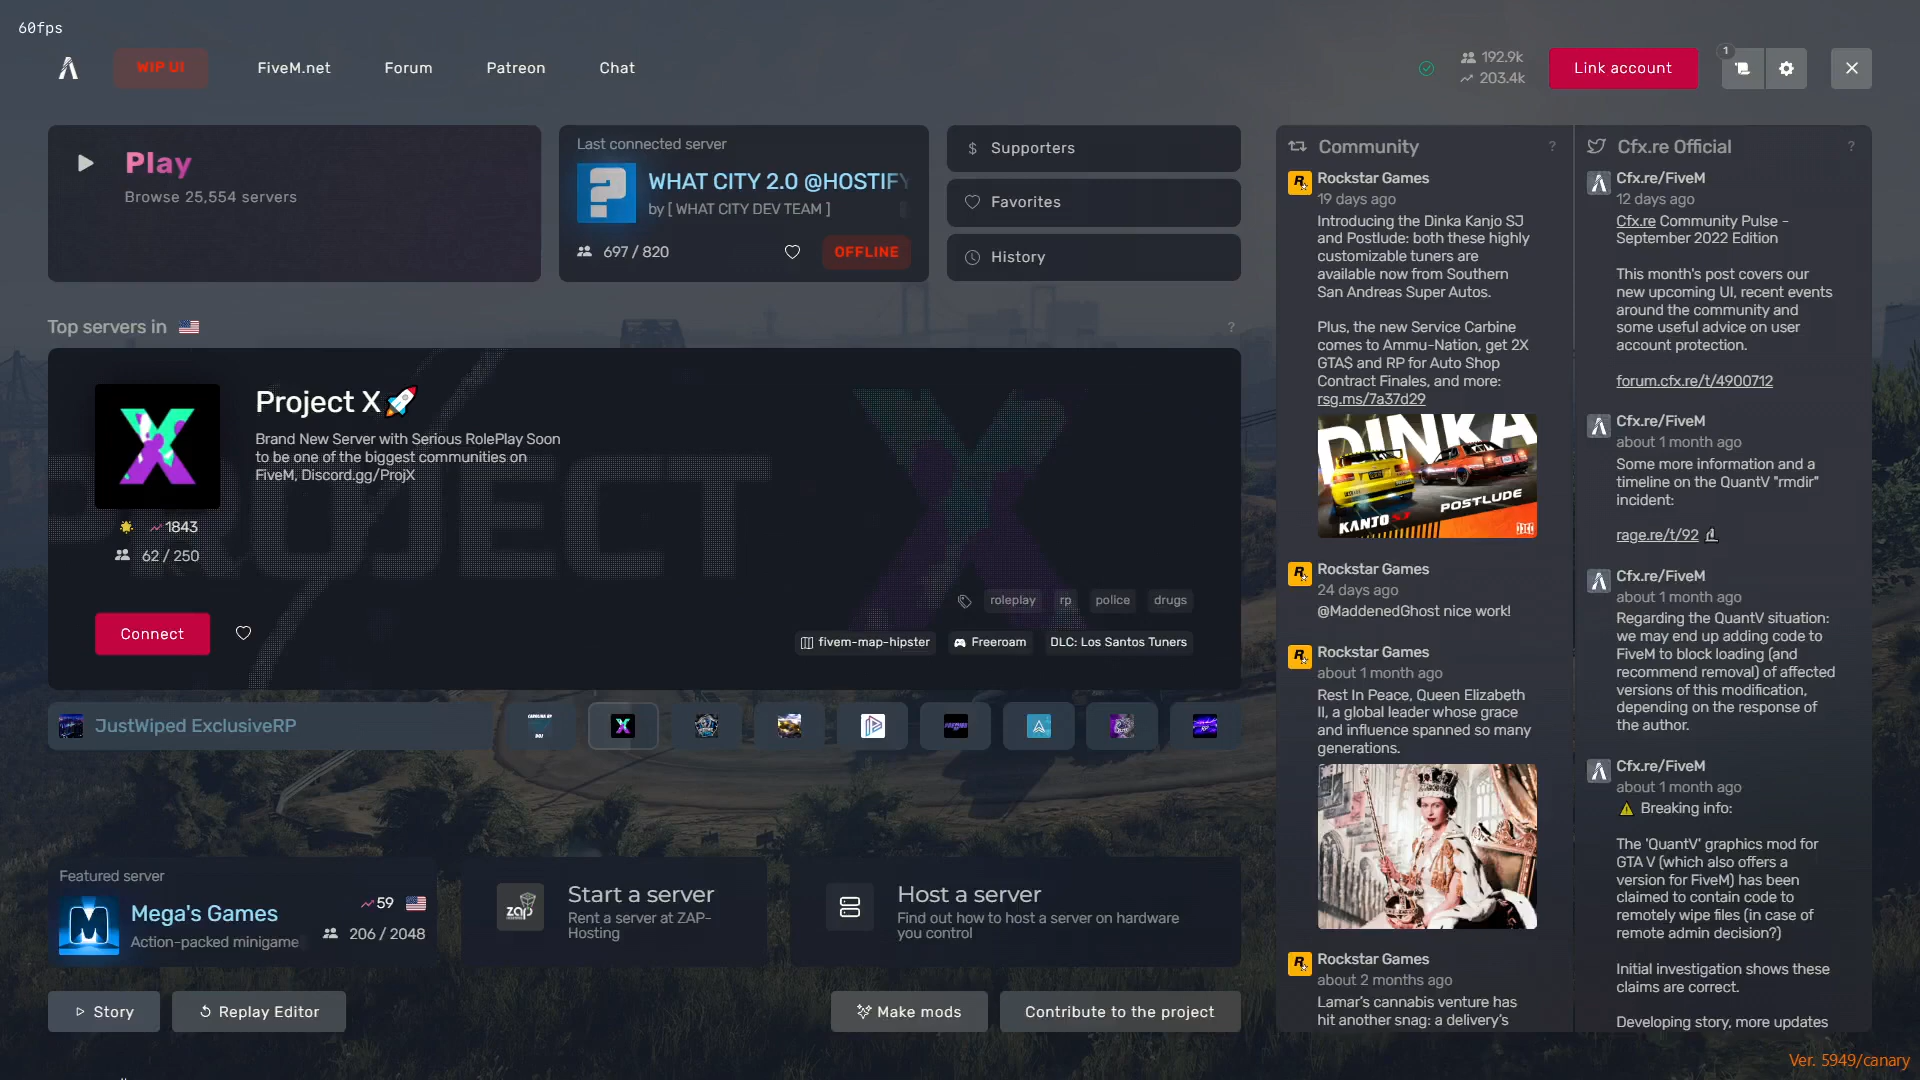 60fps
WIP UI
FiveM.net
Forum
Patreon
Chat
192.9k
203.4k
Link account
1
Play
Browse 25,554 servers
Last connected server
WHAT CITY 2.0 @HOSTIFY
by [ WHAT CITY DEV TEAM ]
697 / 820
OFFLINE
Supporters
Favorites
History
Top servers in
?
PROJECT
X
Project X🚀
Brand New Server with Serious RolePlay Soon
to be one of the biggest communities on
FiveM, Discord.gg/ProjX
1843
62 / 250
roleplay
rp
police
drugs
Connect
fivem-map-hipster
Freeroam
DLC: Los Santos Tuners
JustWiped ExclusiveRP
Featured server
Mega's Games
Action-packed minigame
59
206 / 2048
zap
Start a server
Rent a server at ZAP-
Hosting
Host a server
Find out how to host a server on hardware
you control
Story
Replay Editor
Make mods
Contribute to the project
Community
?
Rockstar Games
19 days ago
Introducing the Dinka Kanjo SJ
and Postlude: both these highly
customizable tuners are
available now from Southern
San Andreas Super Autos.
Plus, the new Service Carbine
comes to Ammu-Nation, get 2X
GTA$ and RP for Auto Shop
Contract Finales, and more:
rsg.ms/7a37d29
DINKA
POSTLUDE
KANJO SJ
Rockstar Games
24 days ago
@MaddenedGhost nice work!
Rockstar Games
about 1 month ago
Rest In Peace, Queen Elizabeth
II, a global leader whose grace
and influence spanned so many
generations.
Rockstar Games
about 2 months ago
Lamar's cannabis venture has
hit another snag: a delivery's
Cfx.re Official
?
Cfx.re/FiveM
12 days ago
Cfx.re Community Pulse -
September 2022 Edition
This month's post covers our
new upcoming UI, recent events
around the community and
some useful advice on user
account protection.
forum.cfx.re/t/4900712
Cfx.re/FiveM
about 1 month ago
Some more information and a
timeline on the QuantV "rmdir"
incident:
rage.re/t/92
Cfx.re/FiveM
about 1 month ago
Regarding the QuantV situation:
we may end up adding code to
FiveM to block loading (and
recommend removal) of affected
versions of this modification,
depending on the response of
the author.
Cfx.re/FiveM
about 1 month ago
⚠ Breaking info:
The 'QuantV' graphics mod for
GTA V (which also offers a
version for FiveM) has been
claimed to contain code to
remotely wipe files (in case of
remote admin decision?)
Initial investigation shows these
claims are correct.
Developing story, more updates
Ver. 5949/canary